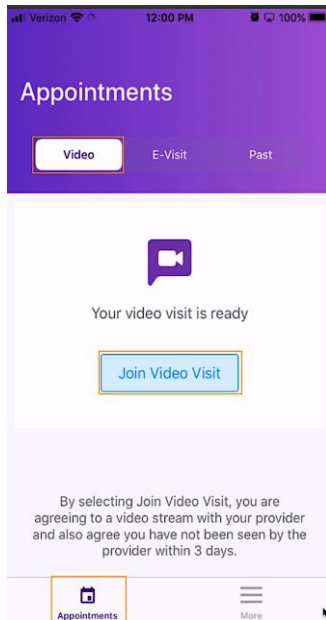 Verizon 12:00 PM 100%
Appointments
Video E-Visit Past
Your video visit is ready
Join Video Visit
By selecting Join Video Visit, you are
agreeing to a video stream with your provider
and also agree you have not been seen by the
provider within 3 days.
Appointments More